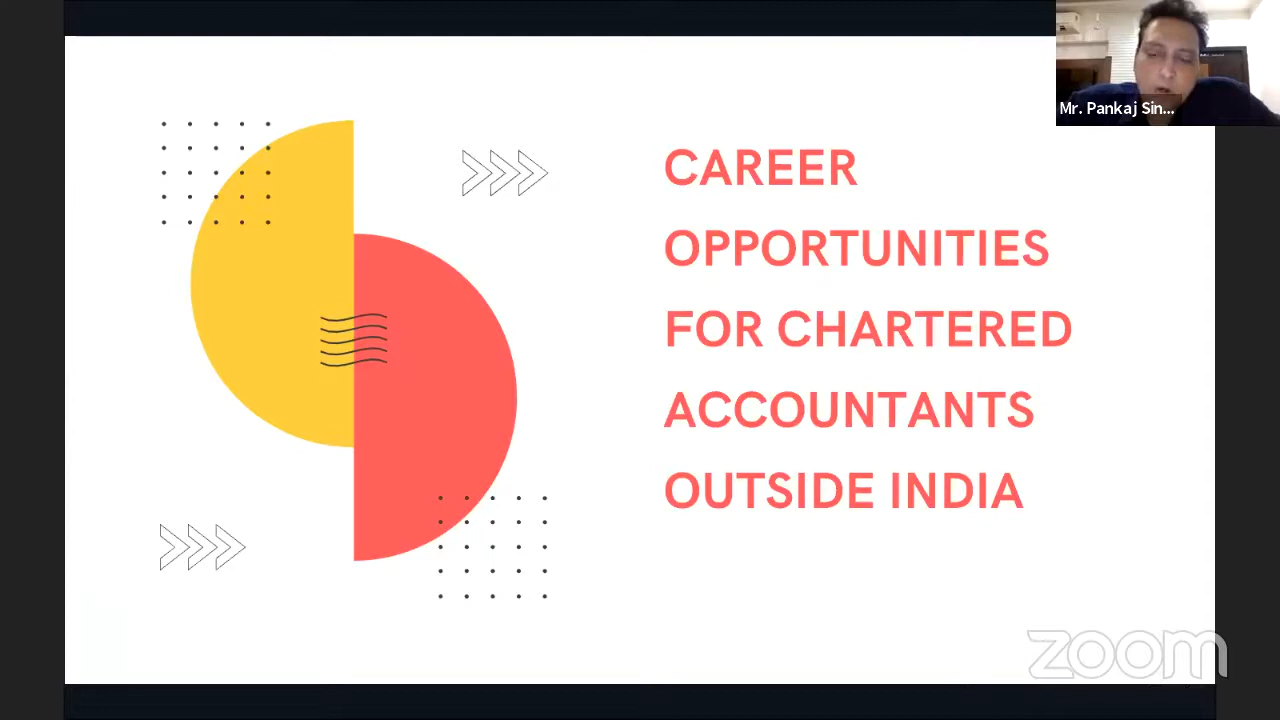 Mr. Pankaj Sin...
CAREER
OPPORTUNITIES
FOR CHARTERED
ACCOUNTANTS
OUTSIDE INDIA
zoom